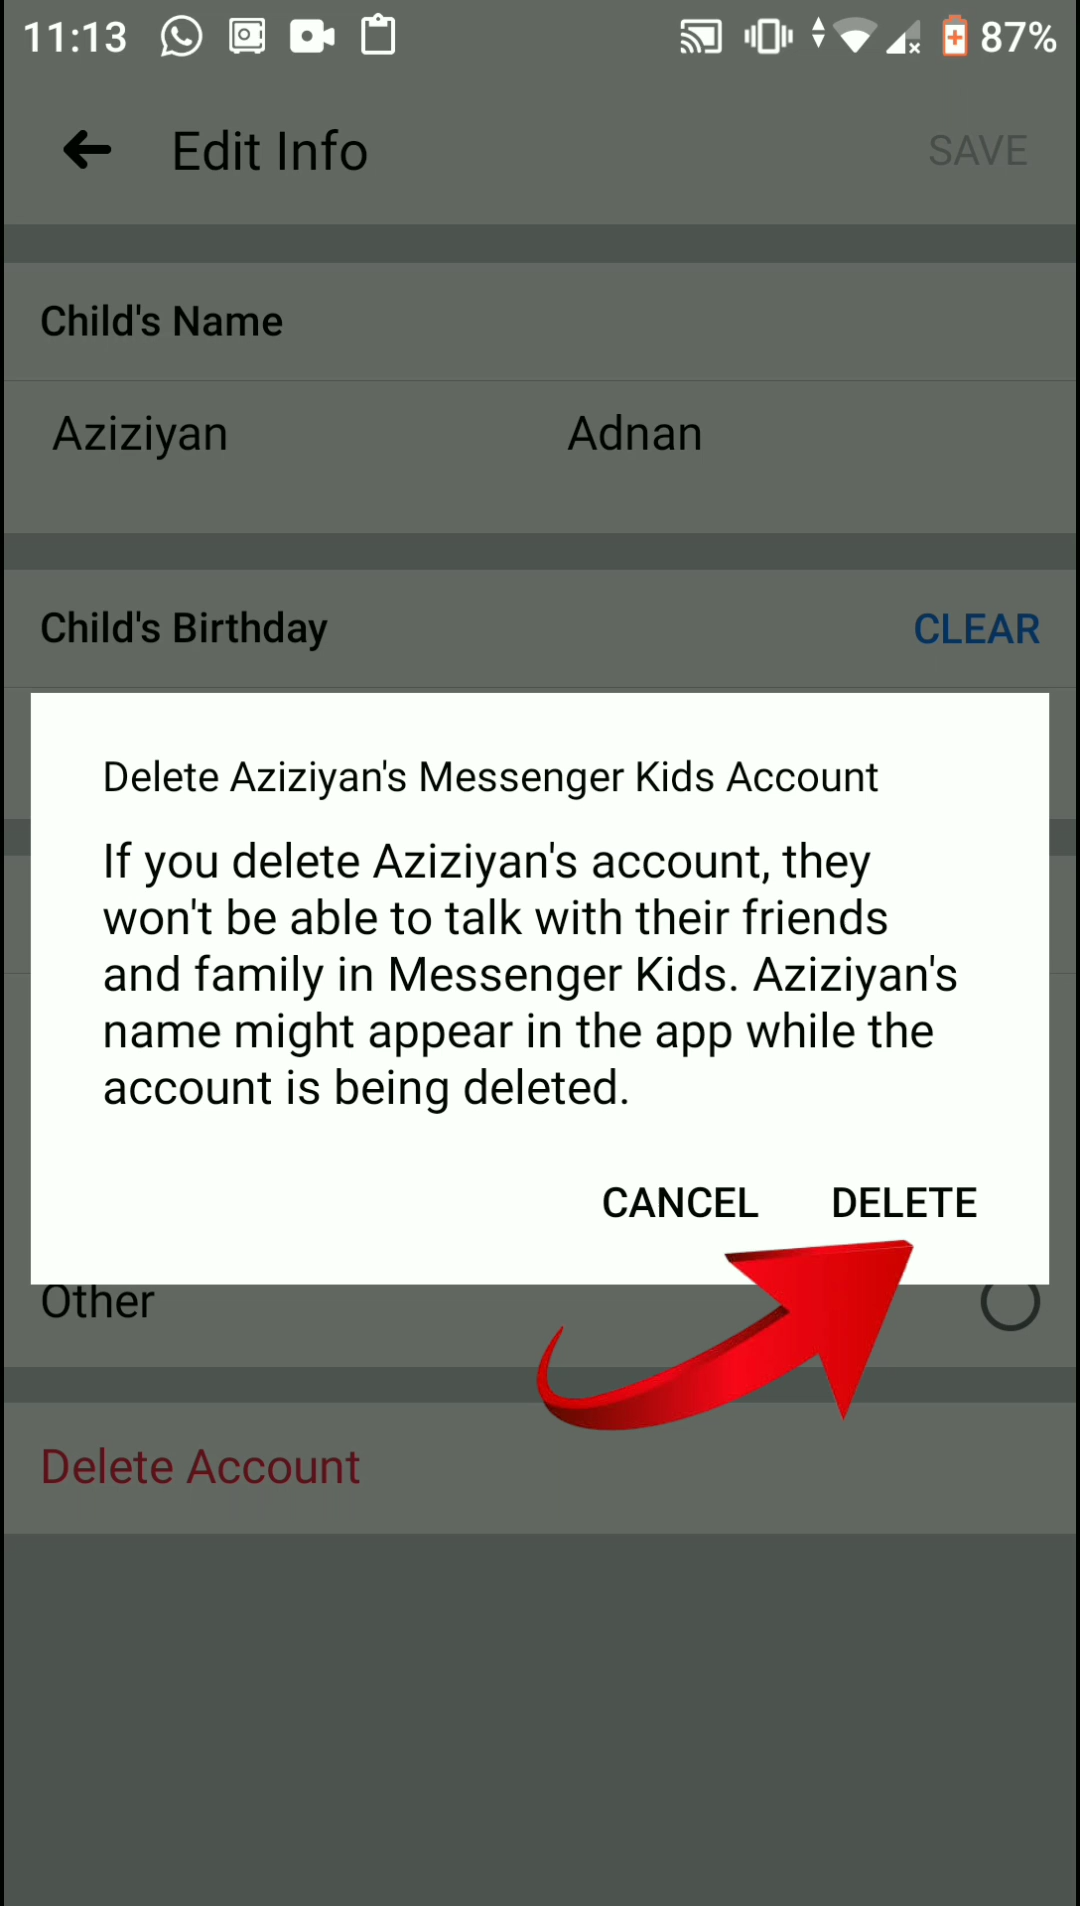 11:13
87%
Edit Info
SAVE
Child's Name
Aziziyan Adnan
Child's Birthday
CLEAR
Delete Aziziyan's Messenger Kids Account
If you delete Aziziyan's account, they
won't be able to talk with their friends
and family in Messenger Kids. Aziziyan's
name might appear in the app while the
account is being deleted.
CANCEL
DELETE
Other
Delete Account